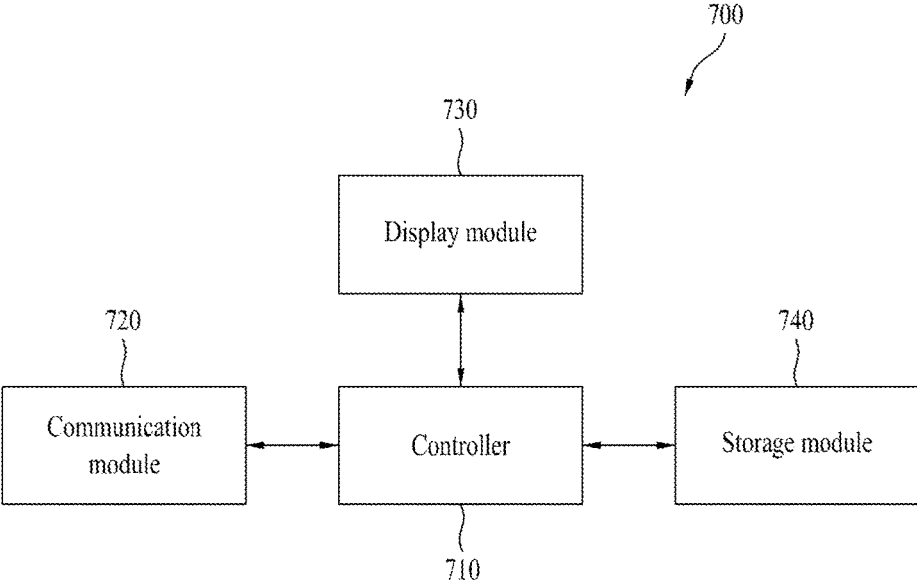 700
730
Display module
720
740
Communication
module
Controller
Storage module
710